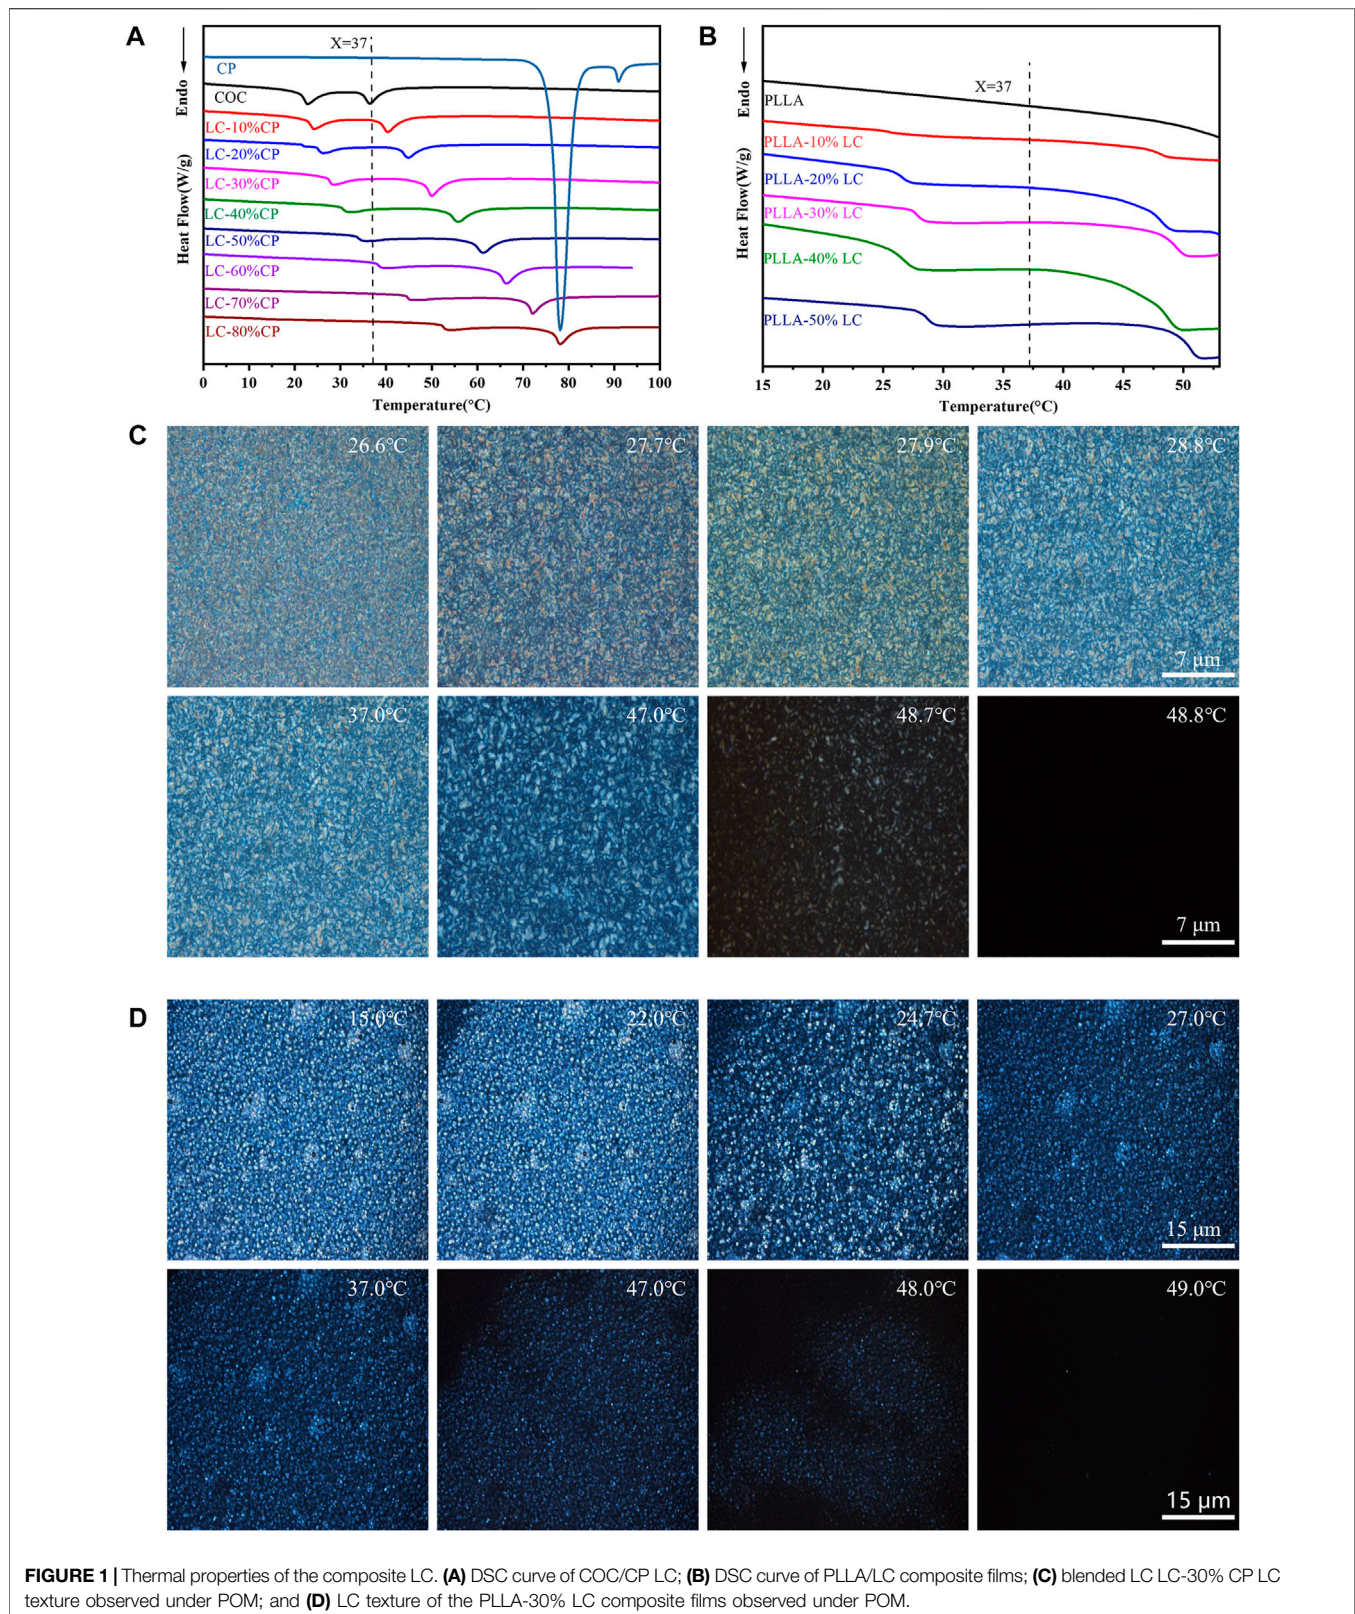 A
Endo
Heat Flow(W/g)
X=37
CP
COC
LC-10%CP
LC-20%CP
LC-30%CP
LC-40%CP
LC-50%CP
LC-60%CP
LC-70%CP
LC-80%CP
0 10 20 30 40 50 60 70 80 90 100
Temperature(°C)
B
Endo
Heat Flow(W/g)
X=37
PLLA
PLLA-10% LC
PLLA-20% LC
PLLA-30% LC
PLLA-40% LC
PLLA-50% LC
15 20 25 30 35 40 45 50
Temperature(°C)
C
26.6°C 27.7°C 27.9°C 28.8°C
7 μm
37.0°C 47.0°C 48.7°C 48.8°C
7 μm
D
15.0°C 22.0°C 24.7°C 27.0°C
15 μm
37.0°C 47.0°C 48.0°C 49.0°C
15 μm
FIGURE 1 | Thermal properties of the composite LC. (A) DSC curve of COC/CP LC; (B) DSC curve of PLLA/LC composite films; (C) blended LC LC-30% CP LC
texture observed under POM; and (D) LC texture of the PLLA-30% LC composite films observed under POM.